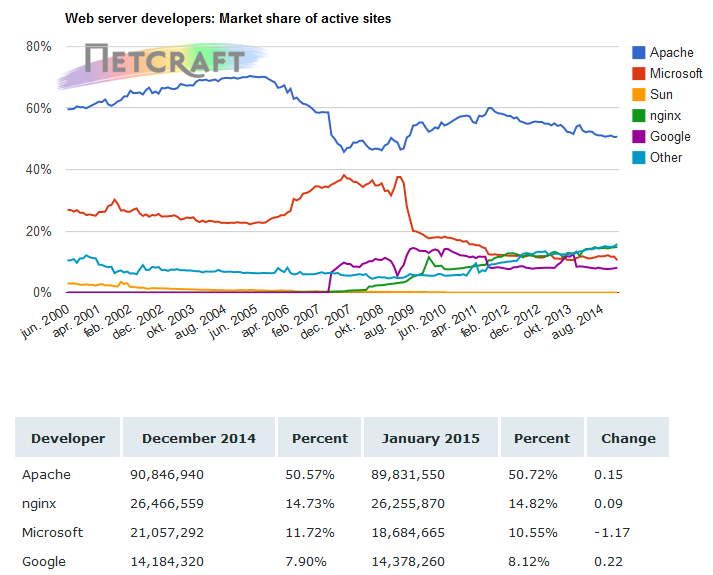 Web server developers: Market share of active sites
NETCRAFT
80%
60%
40%
20%
0%
Apache
Microsoft
Sun
nginx
Google
Other
jun. 2000
apr. 2001
feb. 2002
dec. 2002
okt. 2003
aug. 2004
jun. 2005
apr. 2006
feb. 2007
dec. 2007
okt. 2008
aug. 2009
jun. 2010
apr. 2011
feb. 2012
dec. 2012
okt. 2013
aug. 2014
Developer December 2014 Percent January 2015 Percent Change
Apache 90,846,940 50.57% 89,831,550 50.72% 0.15
nginx 26,466,559 14.73% 26,255,870 14.82% 0.09
Microsoft 21,057,292 11.72% 18,684,665 10.55% -1.17
Google 14,184,320 7.90% 14,378,260 8.12% 0.22